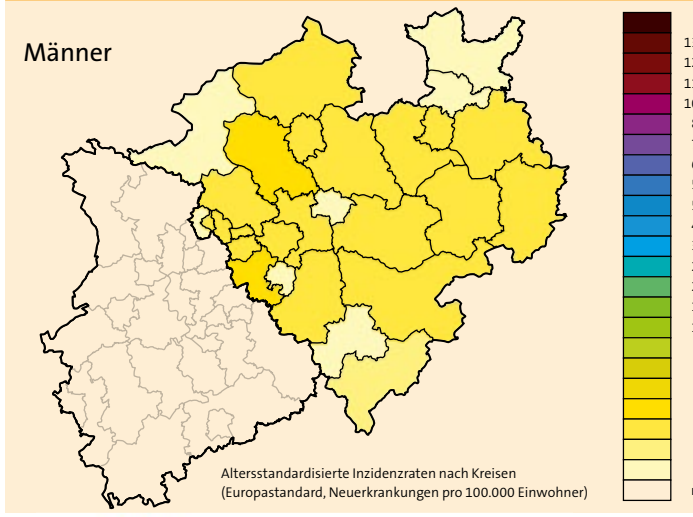 Männer
Altersstandardisierte Inzidenzraten nach Kreisen
(Europastandard, Neuerkrankungen pro 100.000 Einwohner)